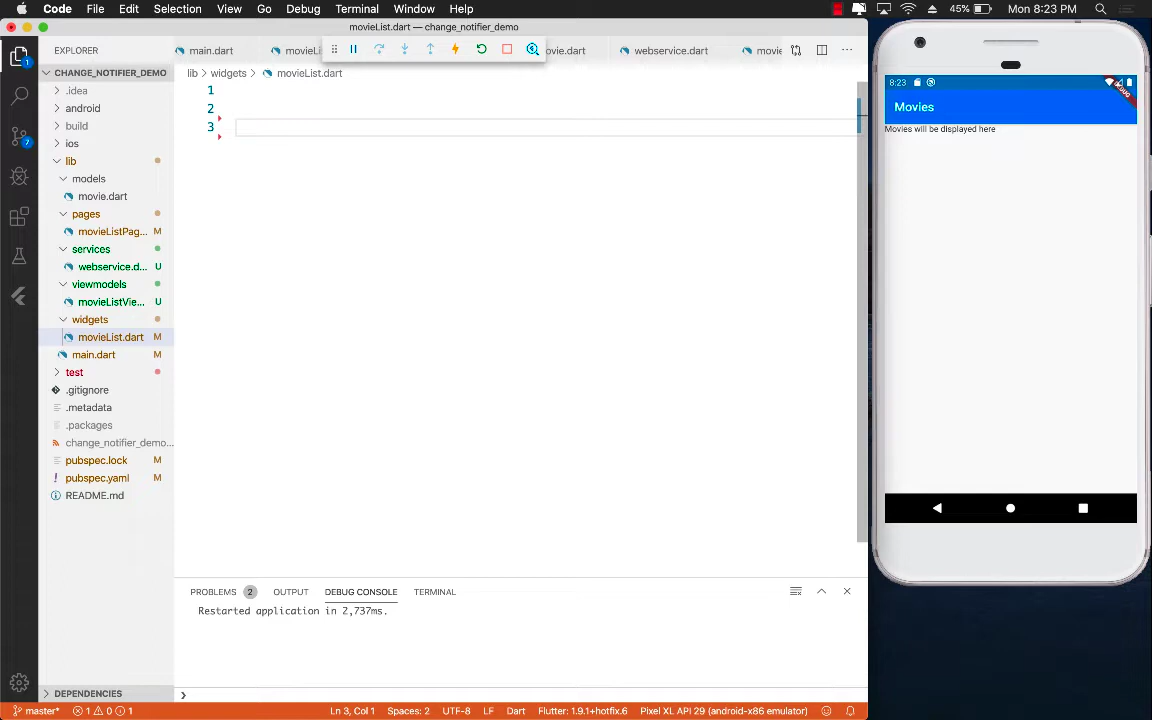 Code File Edit Selection View Go Debug Terminal Window Help 45% Mon 8:23 PM
movieList.dart — change_notifier_demo
EXPLORER
main.dart movieLi ovie.dart webservice.dart movie
CHANGE_NOTIFIER_DEMO
lib > widgets > movieList.dart
.idea
android
build
ios
lib
models
movie.dart
pages
movieListPag... M
services
webservice.d... U
viewmodels
movieListVie... U
widgets
movieList.dart M
main.dart M
test
.gitignore
.metadata
.packages
change_notifier_demo...
pubspec.lock M
! pubspec.yaml M
README.md
DEPENDENCIES
1
7
1
2
3
PROBLEMS 2 OUTPUT DEBUG CONSOLE TERMINAL
Restarted application in 2,737ms.
master* 1 0 1 Ln 3, Col 1 Spaces: 2 UTF-8 LF Dart Flutter: 1.9.1+hotfix.6 Pixel XL API 29 (android-x86 emulator)
8:23
DEBUG
Movies
Movies will be displayed here